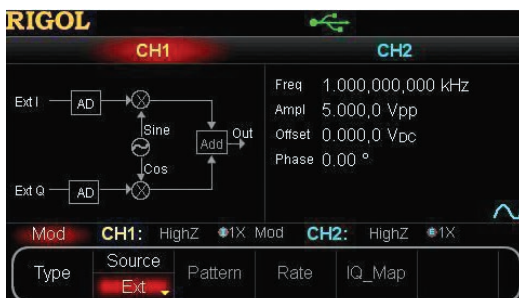 RIGOL
CH1
CH2
Ext I
AD
Sine
Cos
Add
Out
Ext Q
AD
Freq 1.000,000,000 kHz
Ampl 5.000,0 Vpp
Offset 0.000,0 VDC
Phase 0.00 °
Mod CH1: HighZ 1X Mod CH2: HighZ 1X
Type
Source
Ext
Pattern
Rate
IQ_Map